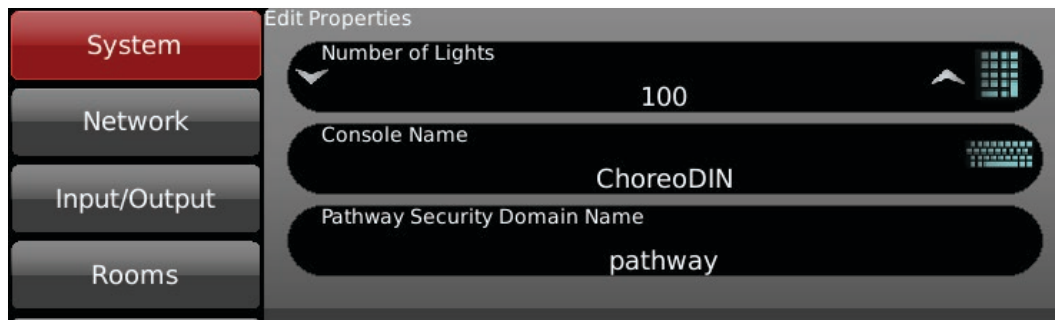 System
Network
Input/Output
Rooms
Edit Properties
Number of Lights
100
Console Name
ChoreoDIN
Pathway Security Domain Name
pathway